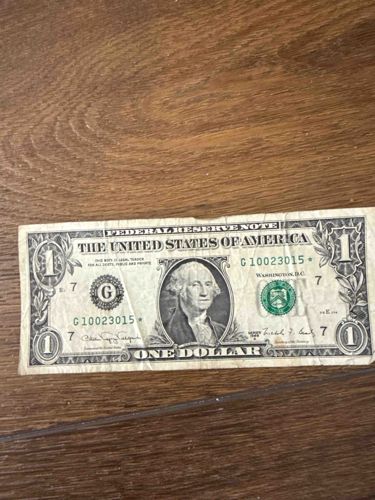 FEDERAL RESERVE NOTE
THE UNITED STATES OF AMERICA
THIS NOTE IS LEGAL TENDER
FOR ALL DEBTS, PUBLIC AND PRIVATE
G 10023015 *
WASHINGTON, D.C.
1
1
7
7
G
G 10023015 *
7
7
SERIES
ONE DOLLAR
1
1